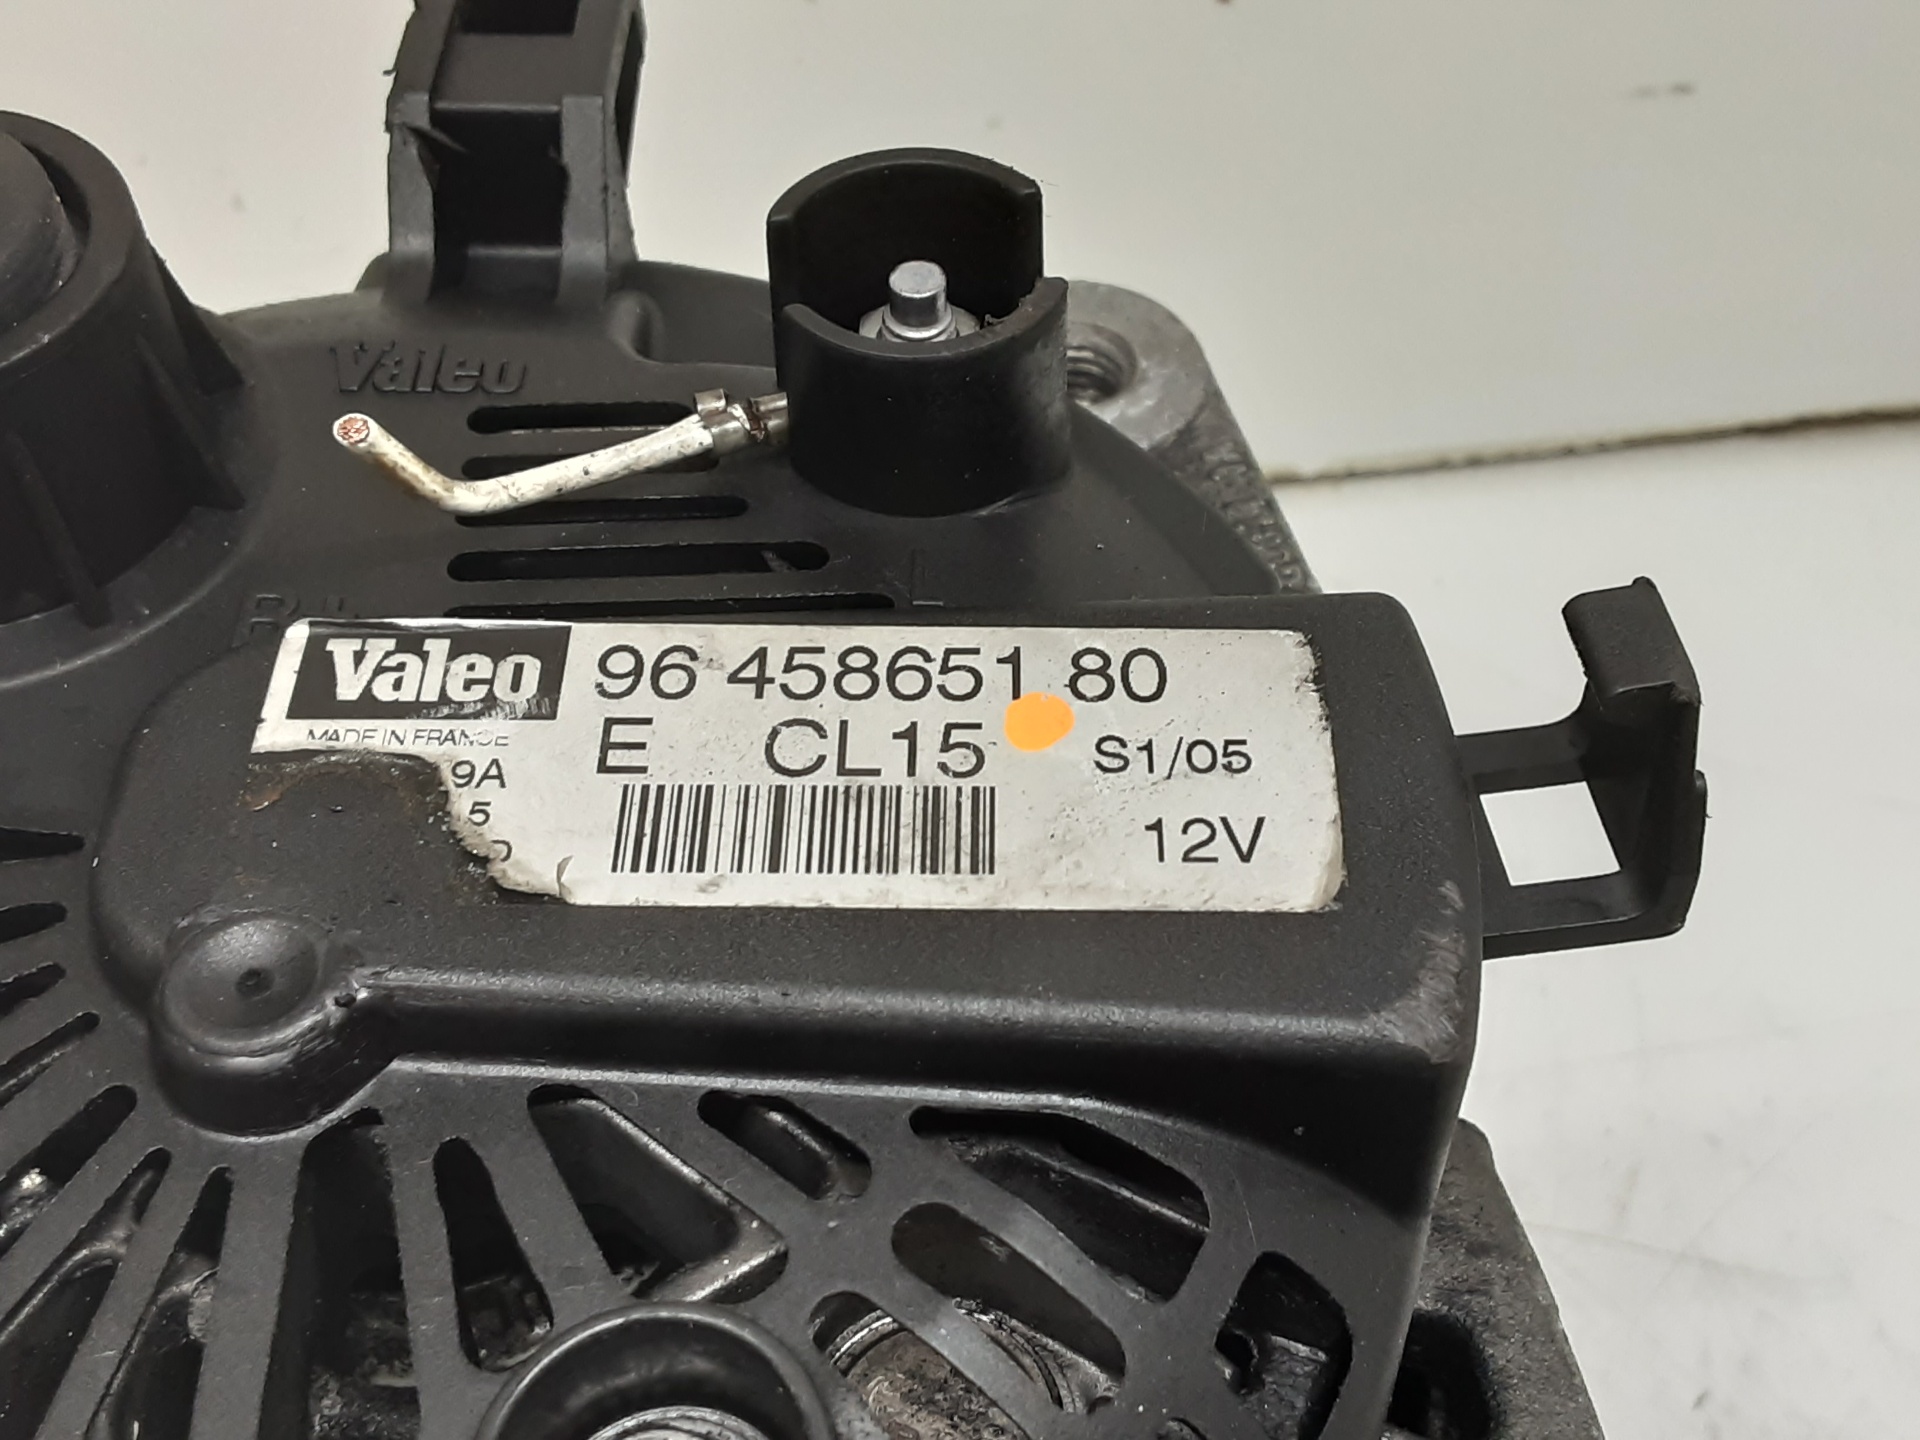 Valeo
B+
L
Valeo 96 458651 80
MADE IN FRANCE E CL15 S1/05
9A
5 12V